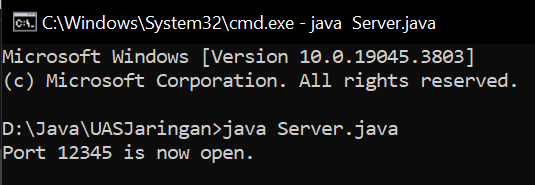 C:\Windows\System32\cmd.exe - java  Server.java
Microsoft Windows [Version 10.0.19045.3803]
(c) Microsoft Corporation. All rights reserved.
D:\Java\UASJaringan>java Server.java
Port 12345 is now open.